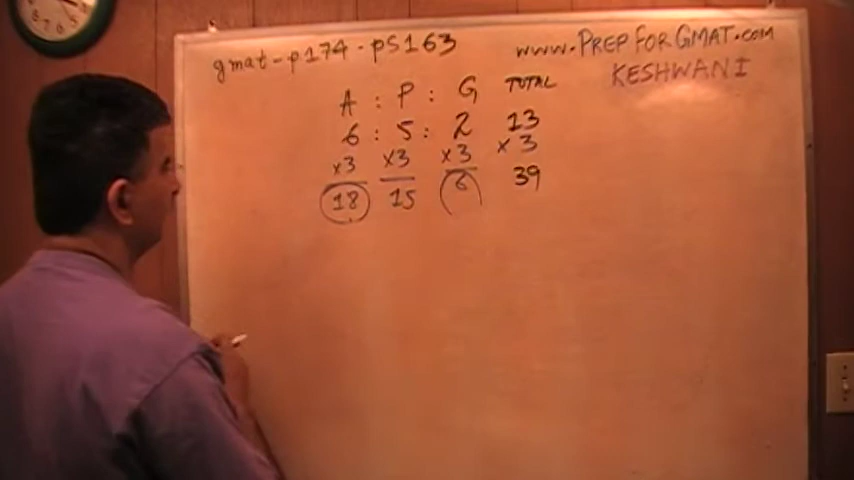 gmat-p174-ps163
www.PREPFORGMAT.com
KESHWANI
A : P : G TOTAL
6 : 5 : 2 13
x3 x3 x3 x 3
18 15 6 39